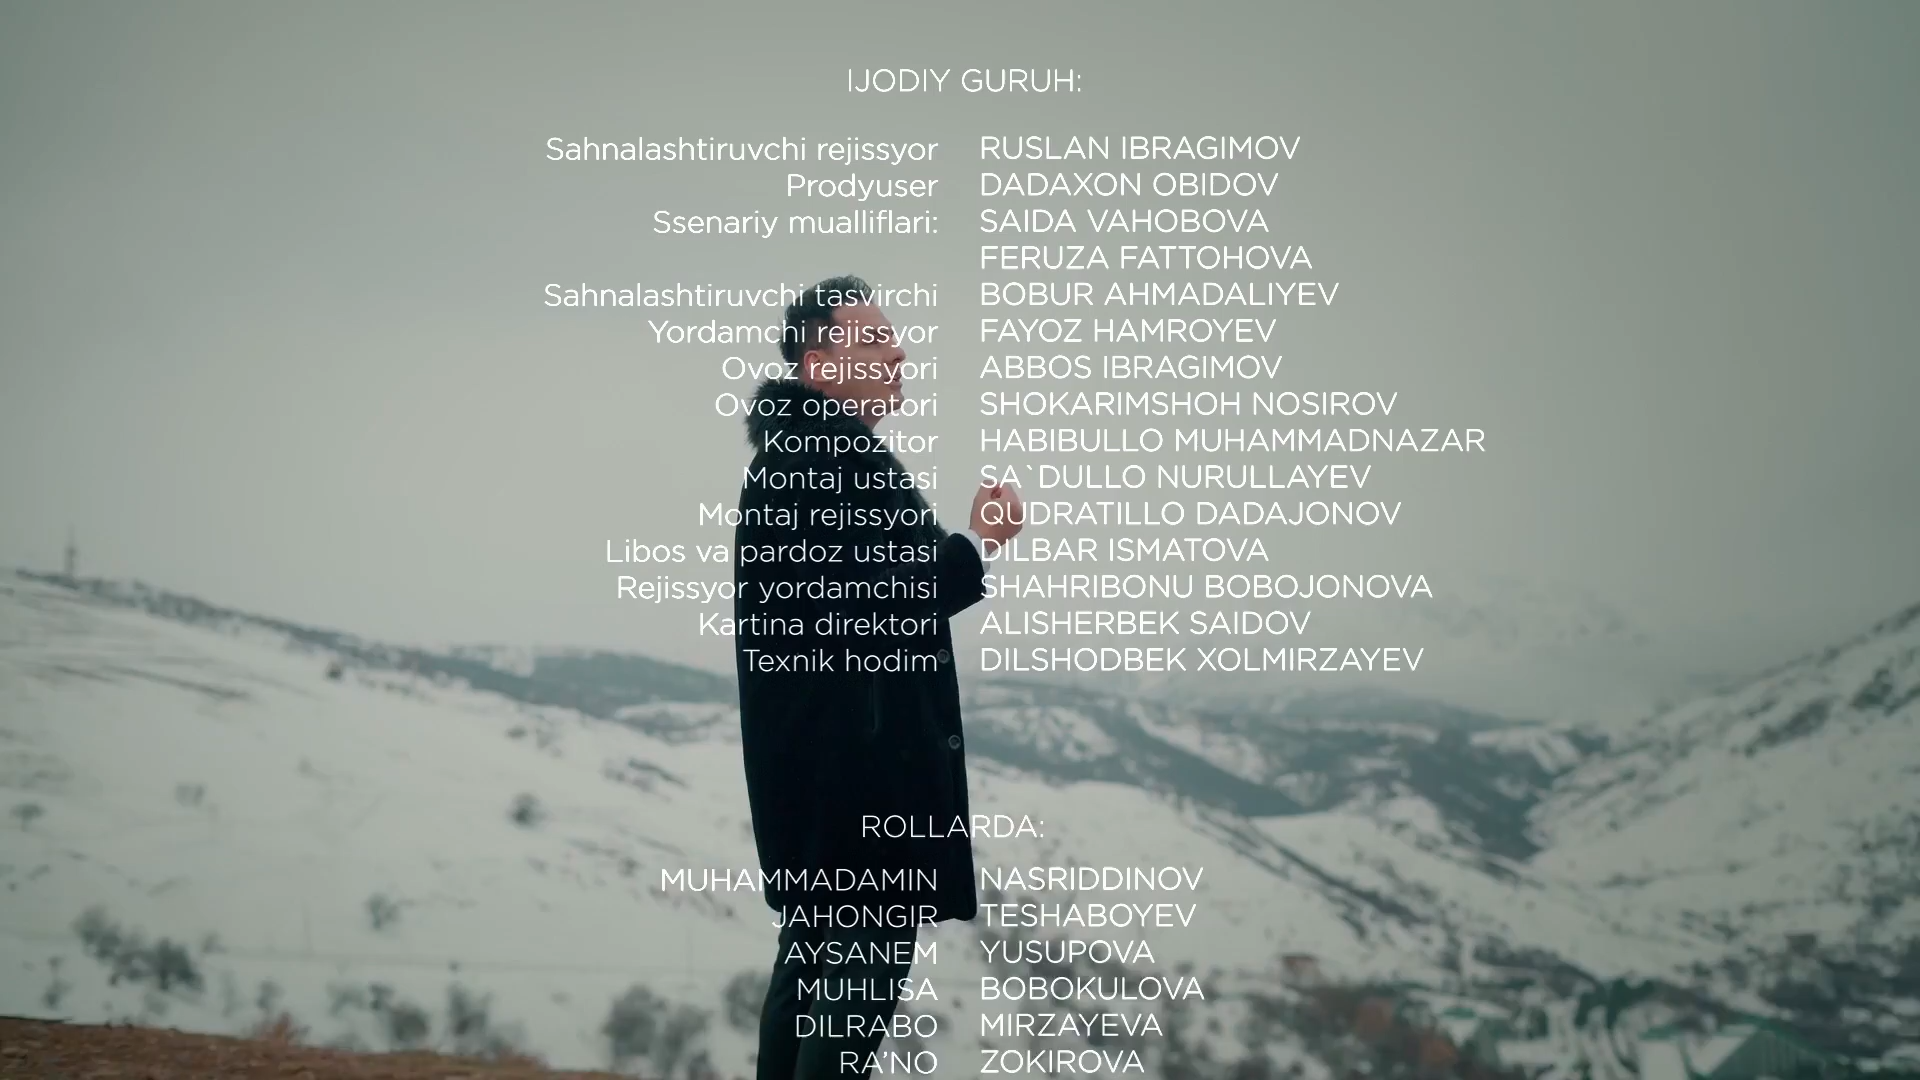 IJODIY GURUH:
Sahnalashtiruvchi rejissyor RUSLAN IBRAGIMOV
Prodyuser DADAXON OBIDOV
Ssenariy mualliflari: SAIDA VAHOBOVA
FERUZA FATTOHOVA
Sahnalashtiruvchi tasvirchi BOBUR AHMADALIYEV
Yordamchi rejissyor FAYOZ HAMROYEV
Ovoz rejissyori ABBOS IBRAGIMOV
Ovoz operatori SHOKARIMSHOH NOSIROV
Kompozitor HABIBULLO MUHAMMADNAZAR
Montaj ustasi SA`DULLO NURULLAYEV
Montaj rejissyori QUDRATILLO DADAJONOV
Libos va pardoz ustasi DILBAR ISMATOVA
Rejissyor yordamchisi SHAHRIBONU BOBOJONOVA
Kartina direktori ALISHERBEK SAIDOV
Texnik hodim DILSHODBEK XOLMIRZAYEV
ROLLARDA:
MUHAMMADAMIN NASRIDDINOV
JAHONGIR TESHABOYEV
AYSANEM YUSUPOVA
MUHLISA BOBOKULOVA
DILRABO MIRZAYEVA
RA’NO ZOKIROVA